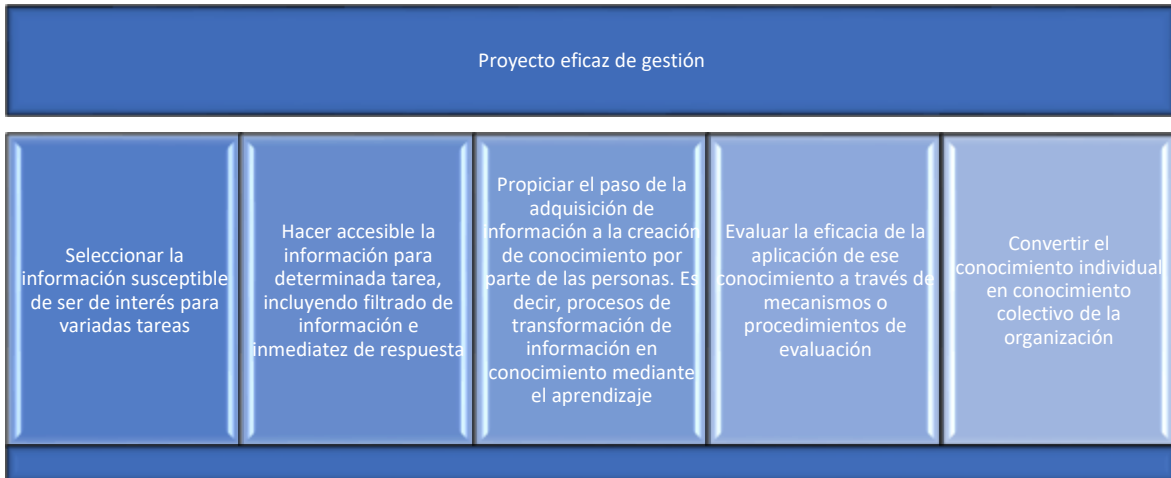 Proyecto eficaz de gestión
Seleccionar la
información susceptible
de ser de interés para
variadas tareas
Hacer accesible la
información para
determinada tarea,
incluyendo filtrado de
información e
inmediatez de respuesta
Propiciar el paso de la
adquisición de
información a la creación
de conocimiento por
parte de las personas. Es
decir, procesos de
transformación de
información en
conocimiento mediante
el aprendizaje
Evaluar la eficacia de la
aplicación de ese
conocimiento a través de
mecanismos o
procedimientos de
evaluación
Convertir el
conocimiento individual
en conocimiento
colectivo de la
organización